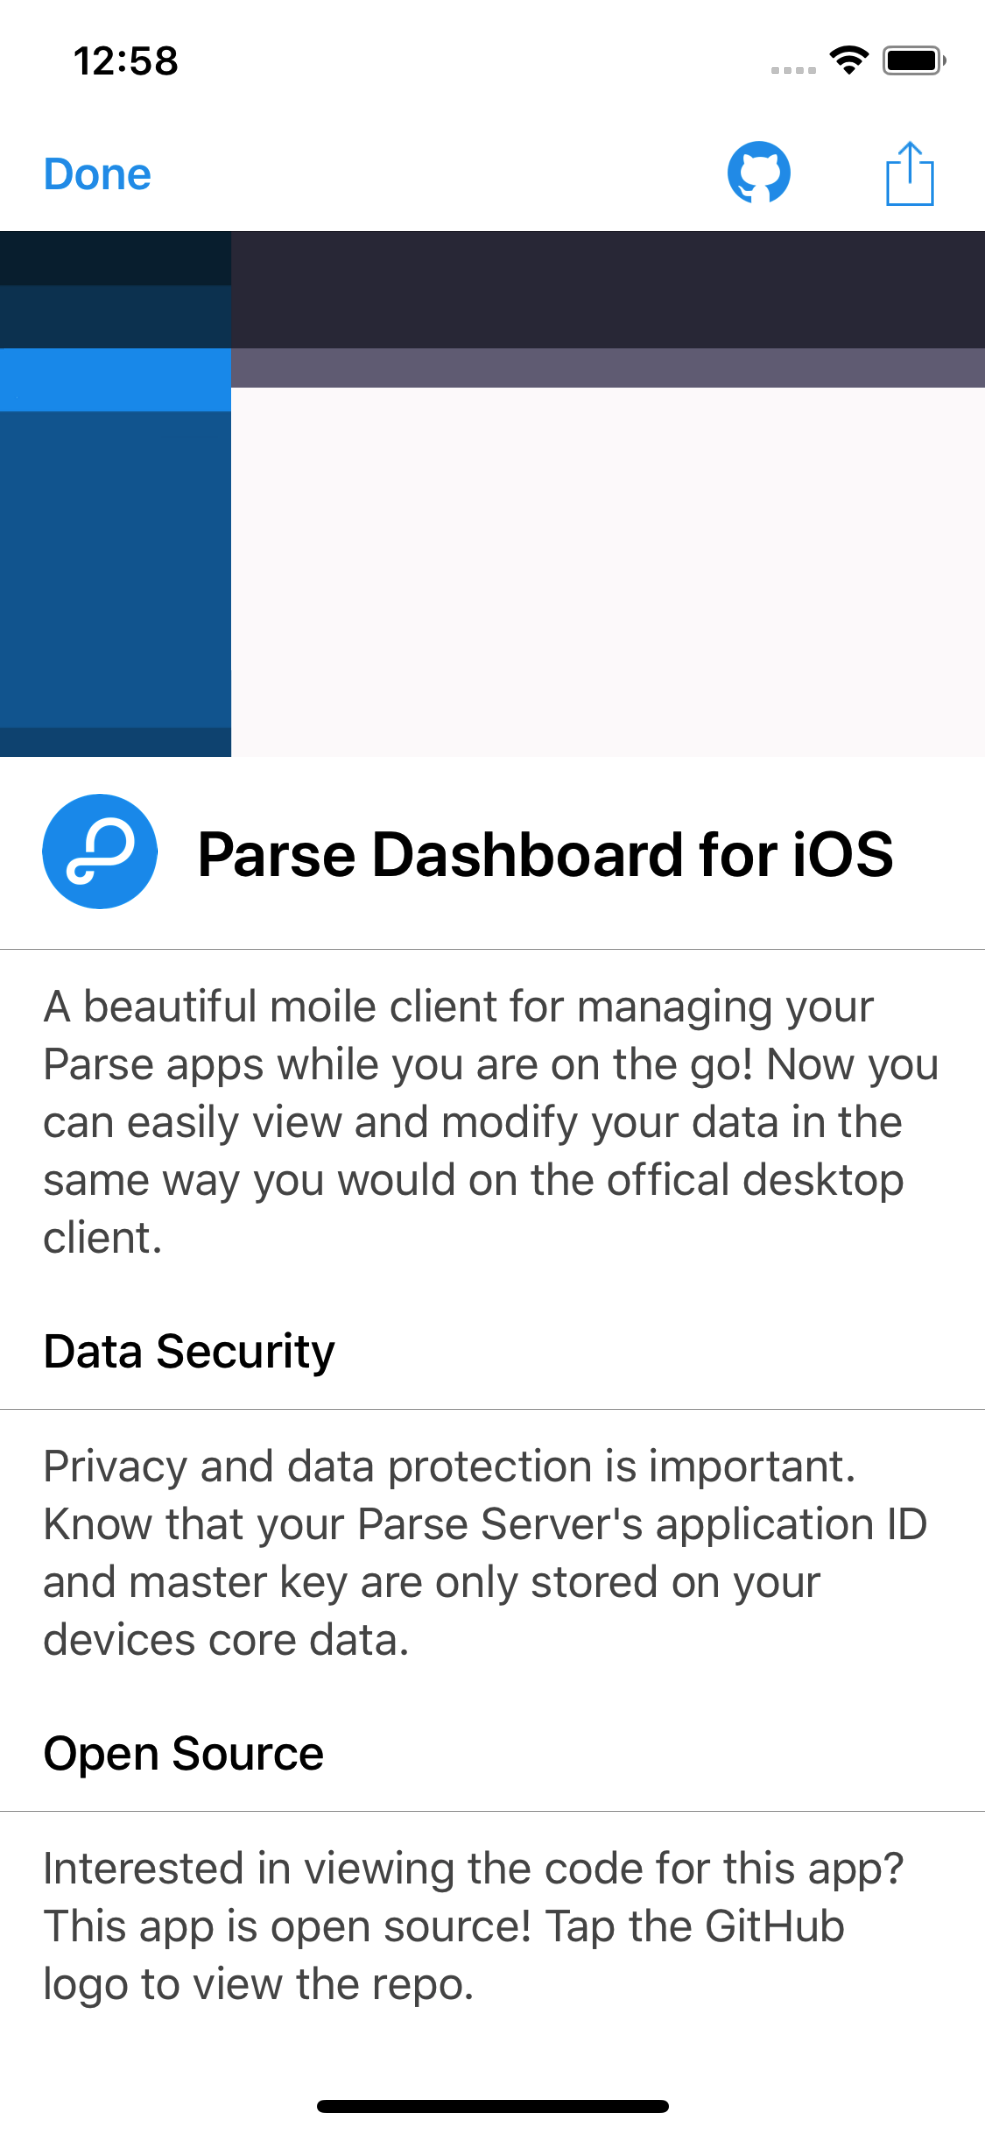 12:58
Done
Parse Dashboard for iOS
A beautiful moile client for managing your
Parse apps while you are on the go! Now you
can easily view and modify your data in the
same way you would on the offical desktop
client.
Data Security
Privacy and data protection is important.
Know that your Parse Server's application ID
and master key are only stored on your
devices core data.
Open Source
Interested in viewing the code for this app?
This app is open source! Tap the GitHub
logo to view the repo.